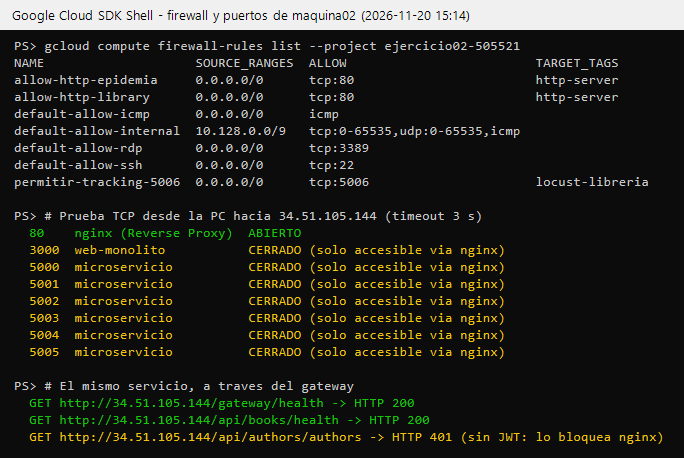 Google Cloud SDK Shell - firewall y puertos de maquina02 (2026-11-20 15:14)
PS> gcloud compute firewall-rules list --project ejercicio02-505521
NAME SOURCE_RANGES ALLOW TARGET_TAGS
allow-http-epidemia 0.0.0.0/0 tcp:80 http-server
allow-http-library 0.0.0.0/0 tcp:80 http-server
default-allow-icmp 0.0.0.0/0 icmp
default-allow-internal 10.128.0.0/9 tcp:0-65535,udp:0-65535,icmp
default-allow-rdp 0.0.0.0/0 tcp:3389
default-allow-ssh 0.0.0.0/0 tcp:22
permitir-tracking-5006 0.0.0.0/0 tcp:5006 locust-libreria
PS> # Prueba TCP desde la PC hacia 34.51.105.144 (timeout 3 s)
80 nginx (Reverse Proxy) ABIERTO
3000 web-monolito CERRADO (solo accesible via nginx)
5000 microservicio CERRADO (solo accesible via nginx)
5001 microservicio CERRADO (solo accesible via nginx)
5002 microservicio CERRADO (solo accesible via nginx)
5003 microservicio CERRADO (solo accesible via nginx)
5004 microservicio CERRADO (solo accesible via nginx)
5005 microservicio CERRADO (solo accesible via nginx)
PS> # El mismo servicio, a traves del gateway
GET http://34.51.105.144/gateway/health -> HTTP 200
GET http://34.51.105.144/api/books/health -> HTTP 200
GET http://34.51.105.144/api/authors/authors -> HTTP 401 (sin JWT: lo bloquea nginx)